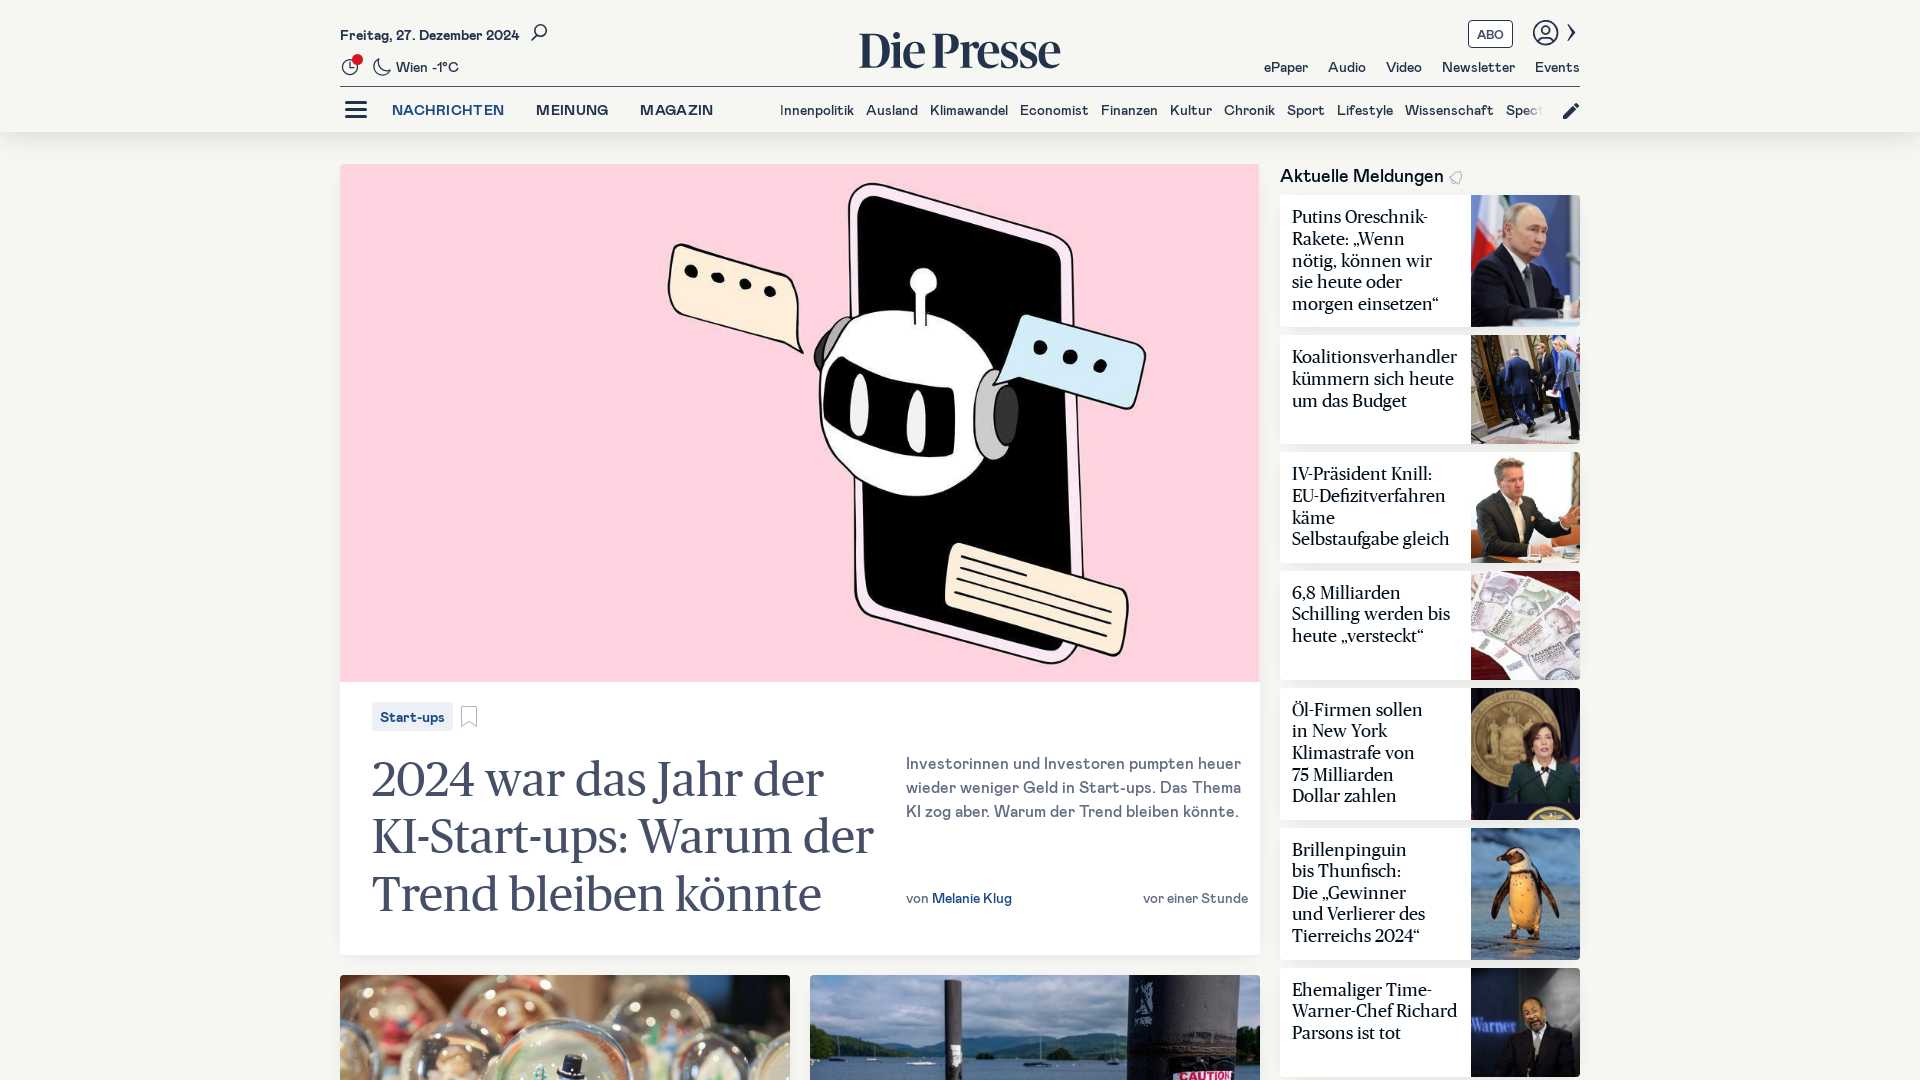 Freitag, 27. Dezember 2024
Wien -1°C
Die Presse
ABO
ePaper
Audio
Video
Newsletter
Events
NACHRICHTEN
MEINUNG
MAGAZIN
Innenpolitik
Ausland
Klimawandel
Economist
Finanzen
Kultur
Chronik
Sport
Lifestyle
Wissenschaft
Start-ups
2024 war das Jahr der
KI-Start-ups: Warum der
Trend bleiben könnte
Investorinnen und Investoren pumpten heuer
wieder weniger Geld in Start-ups. Das Thema
KI zog aber. Warum der Trend bleiben könnte.
von Melanie Klug
vor einer Stunde
CAUTION
Aktuelle Meldungen
Putins Oreschnik-
Rakete: „Wenn
nötig, können wir
sie heute oder
morgen einsetzen“
Koalitionsverhandler
kümmern sich heute
um das Budget
IV-Präsident Knill:
EU-Defizitverfahren
käme
Selbstaufgabe gleich
6,8 Milliarden
Schilling werden bis
heute „versteckt“
Öl-Firmen sollen
in New York
Klimastrafe von
75 Milliarden
Dollar zahlen
Brillenpinguin
bis Thunfisch:
Die „Gewinner
und Verlierer des
Tierreichs 2024“
Ehemaliger Time-
Warner-Chef Richard
Parsons ist tot
Warner